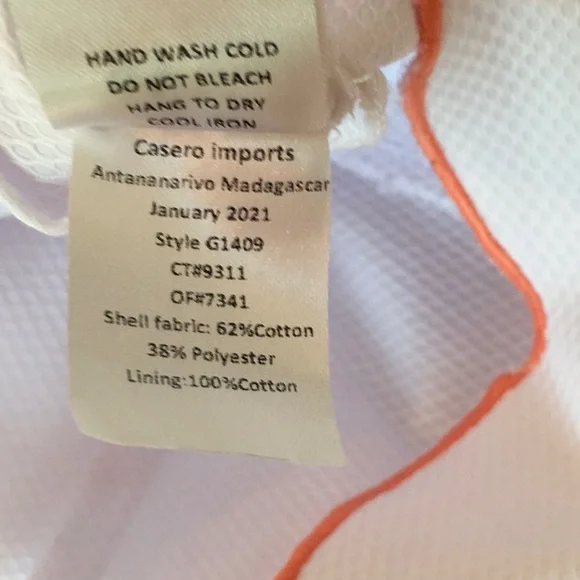 HAND WASH COLD
DO NOT BLEACH
HANG TO DRY
COOL IRON
Casero imports
Antananarivo Madagascar
January 2021
Style G1409
CT#9311
OF#7341
Shell fabric: 62%Cotton
38% Polyester
Lining:100%Cotton